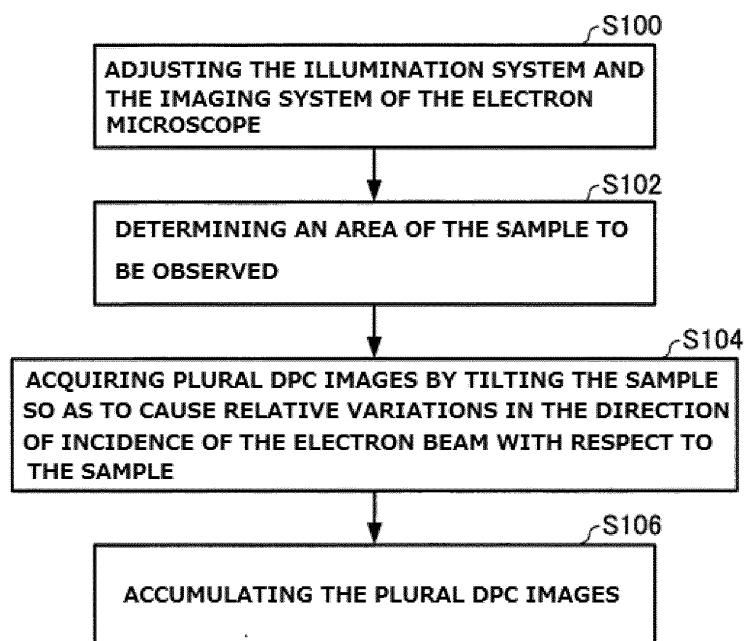 S100
ADJUSTING THE ILLUMINATION SYSTEM AND
THE IMAGING SYSTEM OF THE ELECTRON
MICROSCOPE
S102
DETERMINING AN AREA OF THE SAMPLE TO
BE OBSERVED
S104
ACQUIRING PLURAL DPC IMAGES BY TILTING THE SAMPLE
SO AS TO CAUSE RELATIVE VARIATIONS IN THE DIRECTION
OF INCIDENCE OF THE ELECTRON BEAM WITH RESPECT TO
THE SAMPLE
S106
ACCUMULATING THE PLURAL DPC IMAGES